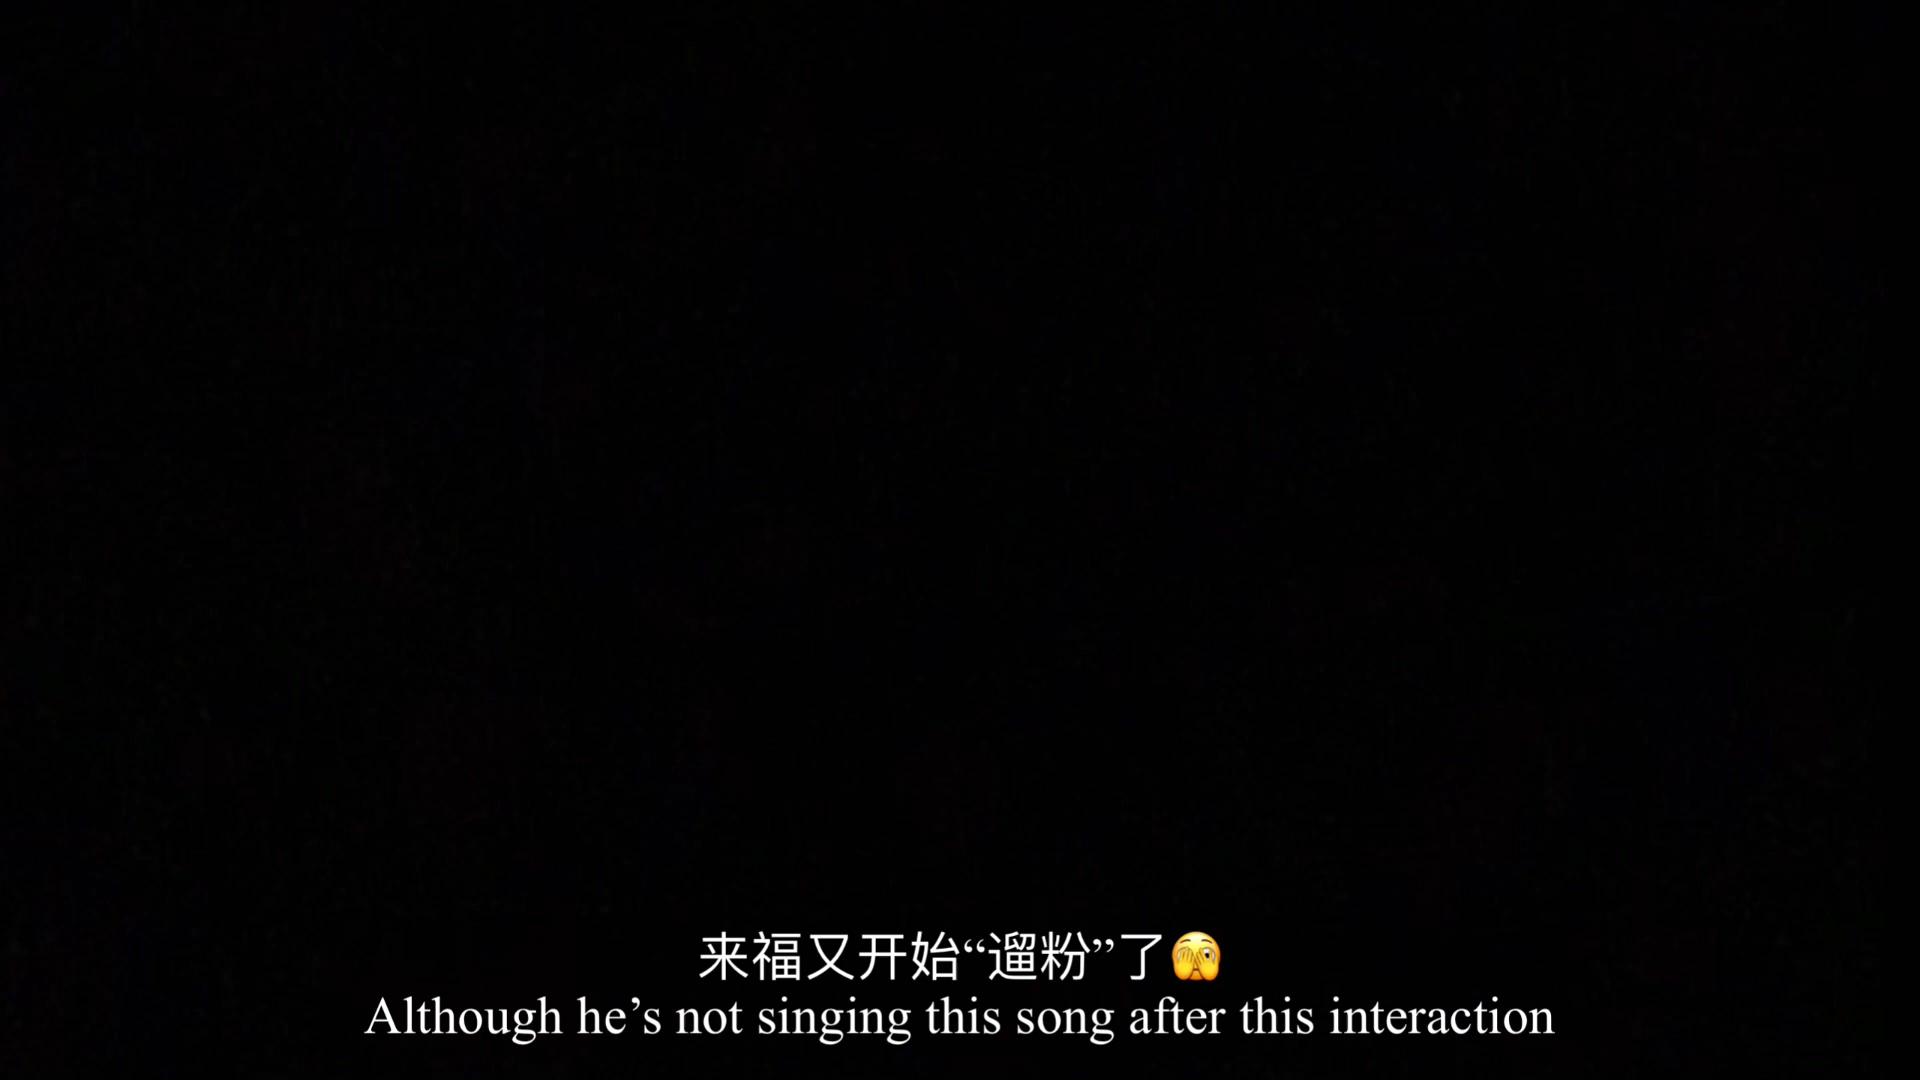 来福又开始“遛粉”了🫣
Although he’s not singing this song after this interaction